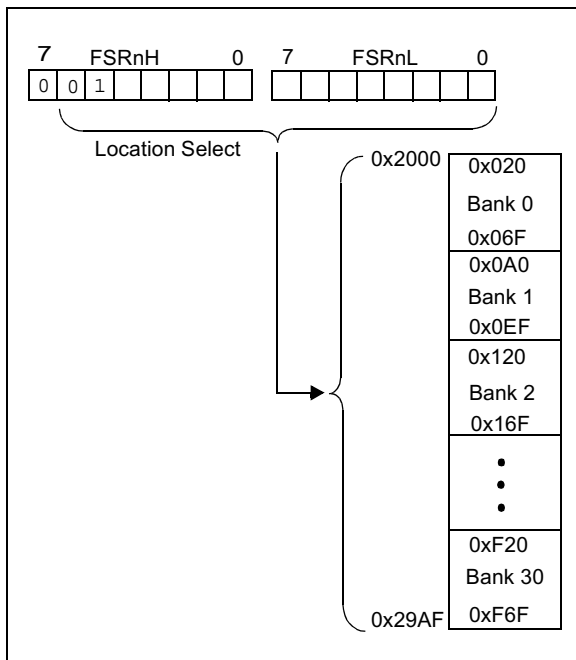 7 FSRnH 0 7 FSRnL 0
0 0 1
Location Select
0x2000
0x020
Bank 0
0x06F
0x0A0
Bank 1
0x0EF
0x120
Bank 2
0x16F
0xF20
Bank 30
0xF6F
0x29AF